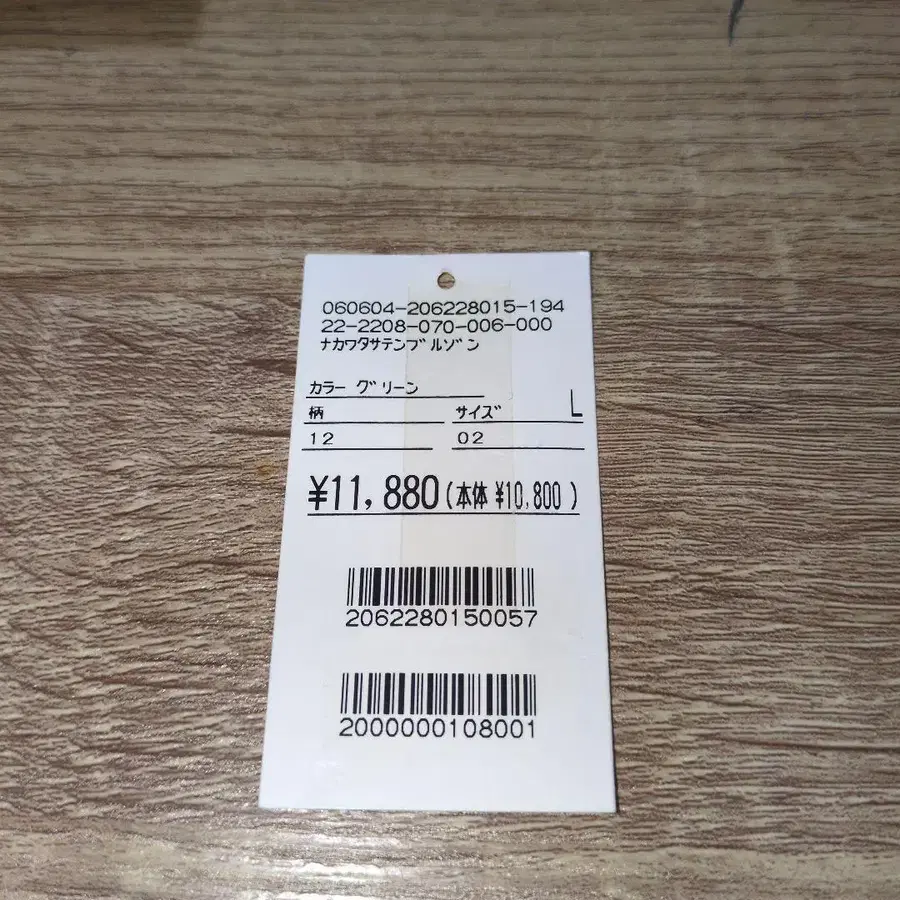 060604-206228015-194
22-2208-070-006-000
ﾅｶﾜﾀｻﾃﾝﾌﾞﾙｿﾞﾝ
ｶﾗｰ ｸﾞﾘｰﾝ
柄 ｻｲｽﾞ L
12 02
¥11,880(本体 ¥10,800 )
2062280150057
2000000108001